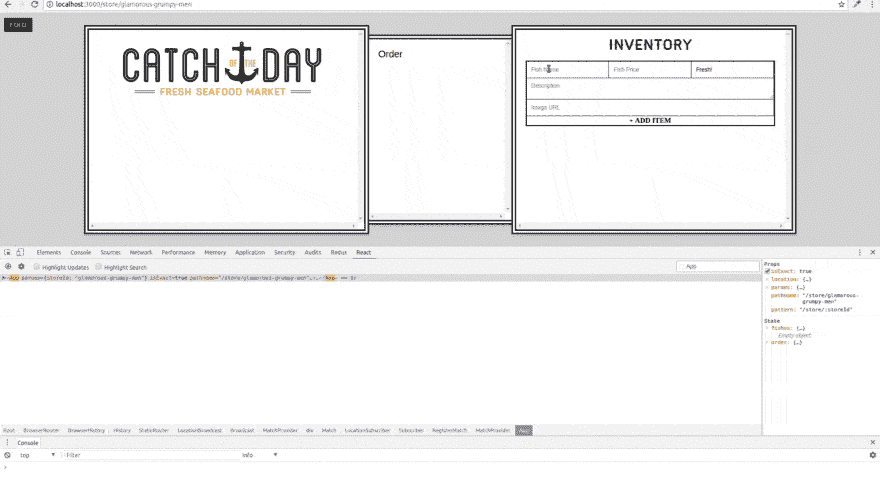 localhost:3000/store/glamorous-grumpy-men
CATCH OF THE DAY
FRESH SEAFOOD MARKET
Order
INVENTORY
Fish Name Fish Price Fresh!
Description
Image URL
+ ADD ITEM
Elements Console Sources Network Performance Memory Application Security Audits Redux React
Highlight Updates Highlight Search App
<App params={storeId: "glamorous-grumpy-men"} isExact=true pathname="/store/glamorous-grumpy-men" </App> == $r
Props
isExact: true
location: {…}
params: {…}
pathname: "/store/glamorous-
grumpy-men"
pattern: "/store/:storeId"
State
fishes: {…}
Empty object
order: {…}
Root BrowserRouter BrowserHistory History StaticRouter LocationBroadcast Broadcast MatchProvider div Match LocationSubscriber Subscriber RegisterMatch MatchProvider App
Console
top Filter Info